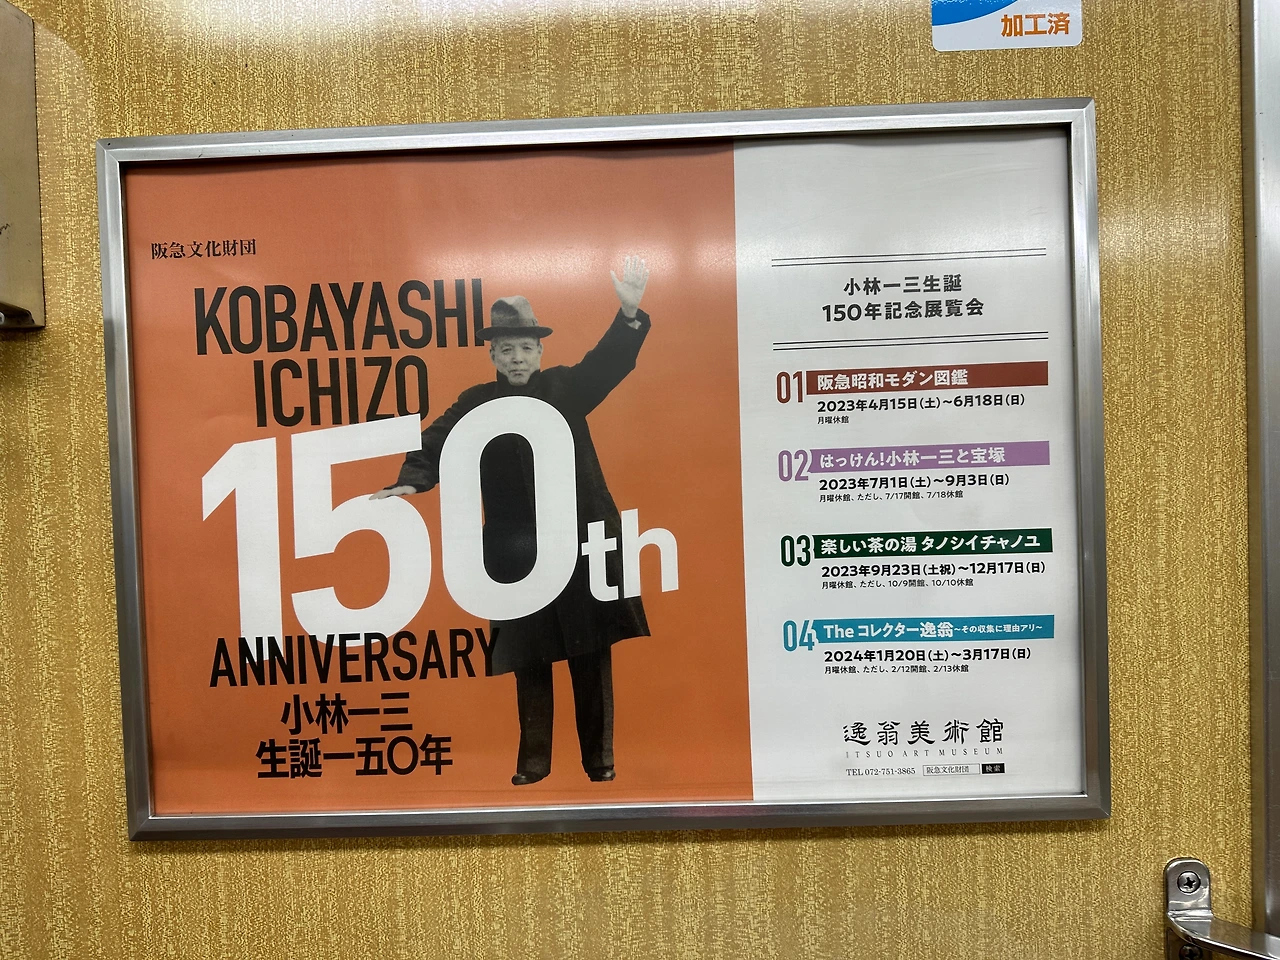 加工済
阪急文化財団
KOBAYASHI
ICHIZO
150th
ANNIVERSARY
小林一三
生誕一五〇年
小林一三生誕
150年記念展覧会
01 阪急昭和モダン図鑑
2023年4月15日(土)～6月18日(日)
月曜休館
02 はっけん!小林一三と宝塚
2023年7月1日(土)～9月3日(日)
月曜休館、ただし、7/17開館、7/18休館
03 楽しい茶の湯 タノシイチャノユ
2023年9月23日(土祝)～12月17日(日)
月曜休館、ただし、10/9開館、10/10休館
04 The コレクター逸翁～その収集に理由アリ～
2024年1月20日(土)～3月17日(日)
月曜休館、ただし、2/12開館、2/13休館
逸翁美術館
ITSUO ART MUSEUM
TEL 072-751-3865 阪急文化財団 検索